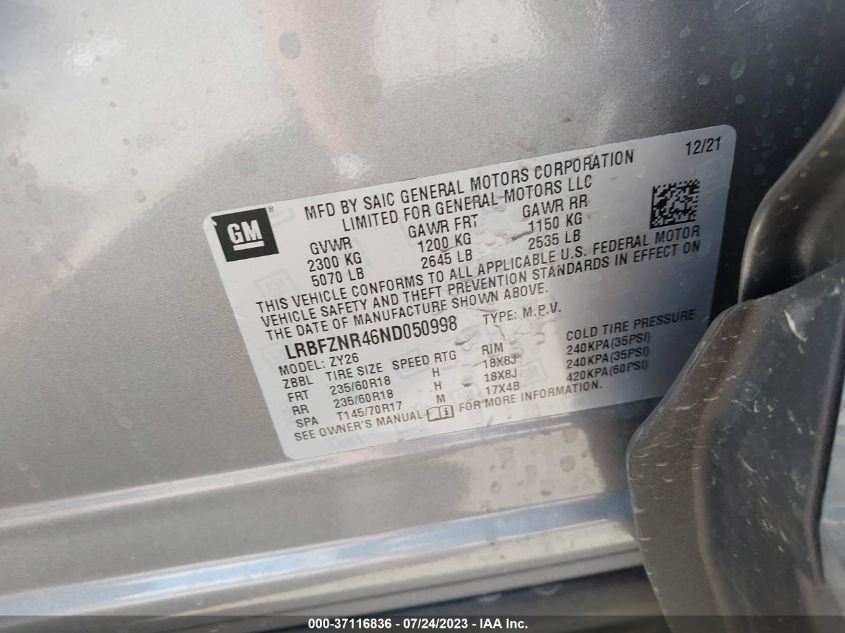 12/21
GM®
MFD BY SAIC GENERAL MOTORS CORPORATION
LIMITED FOR GENERAL MOTORS LLC
GVWR GAWR FRT GAWR RR
2300 KG 1200 KG 1150 KG
5070 LB 2645 LB 2535 LB
THIS VEHICLE CONFORMS TO ALL APPLICABLE U.S. FEDERAL MOTOR
VEHICLE SAFETY AND THEFT PREVENTION STANDARDS IN EFFECT ON
THE DATE OF MANUFACTURE SHOWN ABOVE.
LRBFZNR46ND050998 TYPE: M.P.V.
MODEL: ZY26
ZBBL TIRE SIZE SPEED RTG RIM COLD TIRE PRESSURE
FRT 235/60R18 H 18X8J 240KPA(35PSI)
RR 235/60R18 H 18X8J 240KPA(35PSI)
SPA T145/70R17 M 17X4B 420KPA(60PSI)
SEE OWNER'S MANUAL FOR MORE INFORMATION.
000-37116836 - 07/24/2023 - www.iaai.com